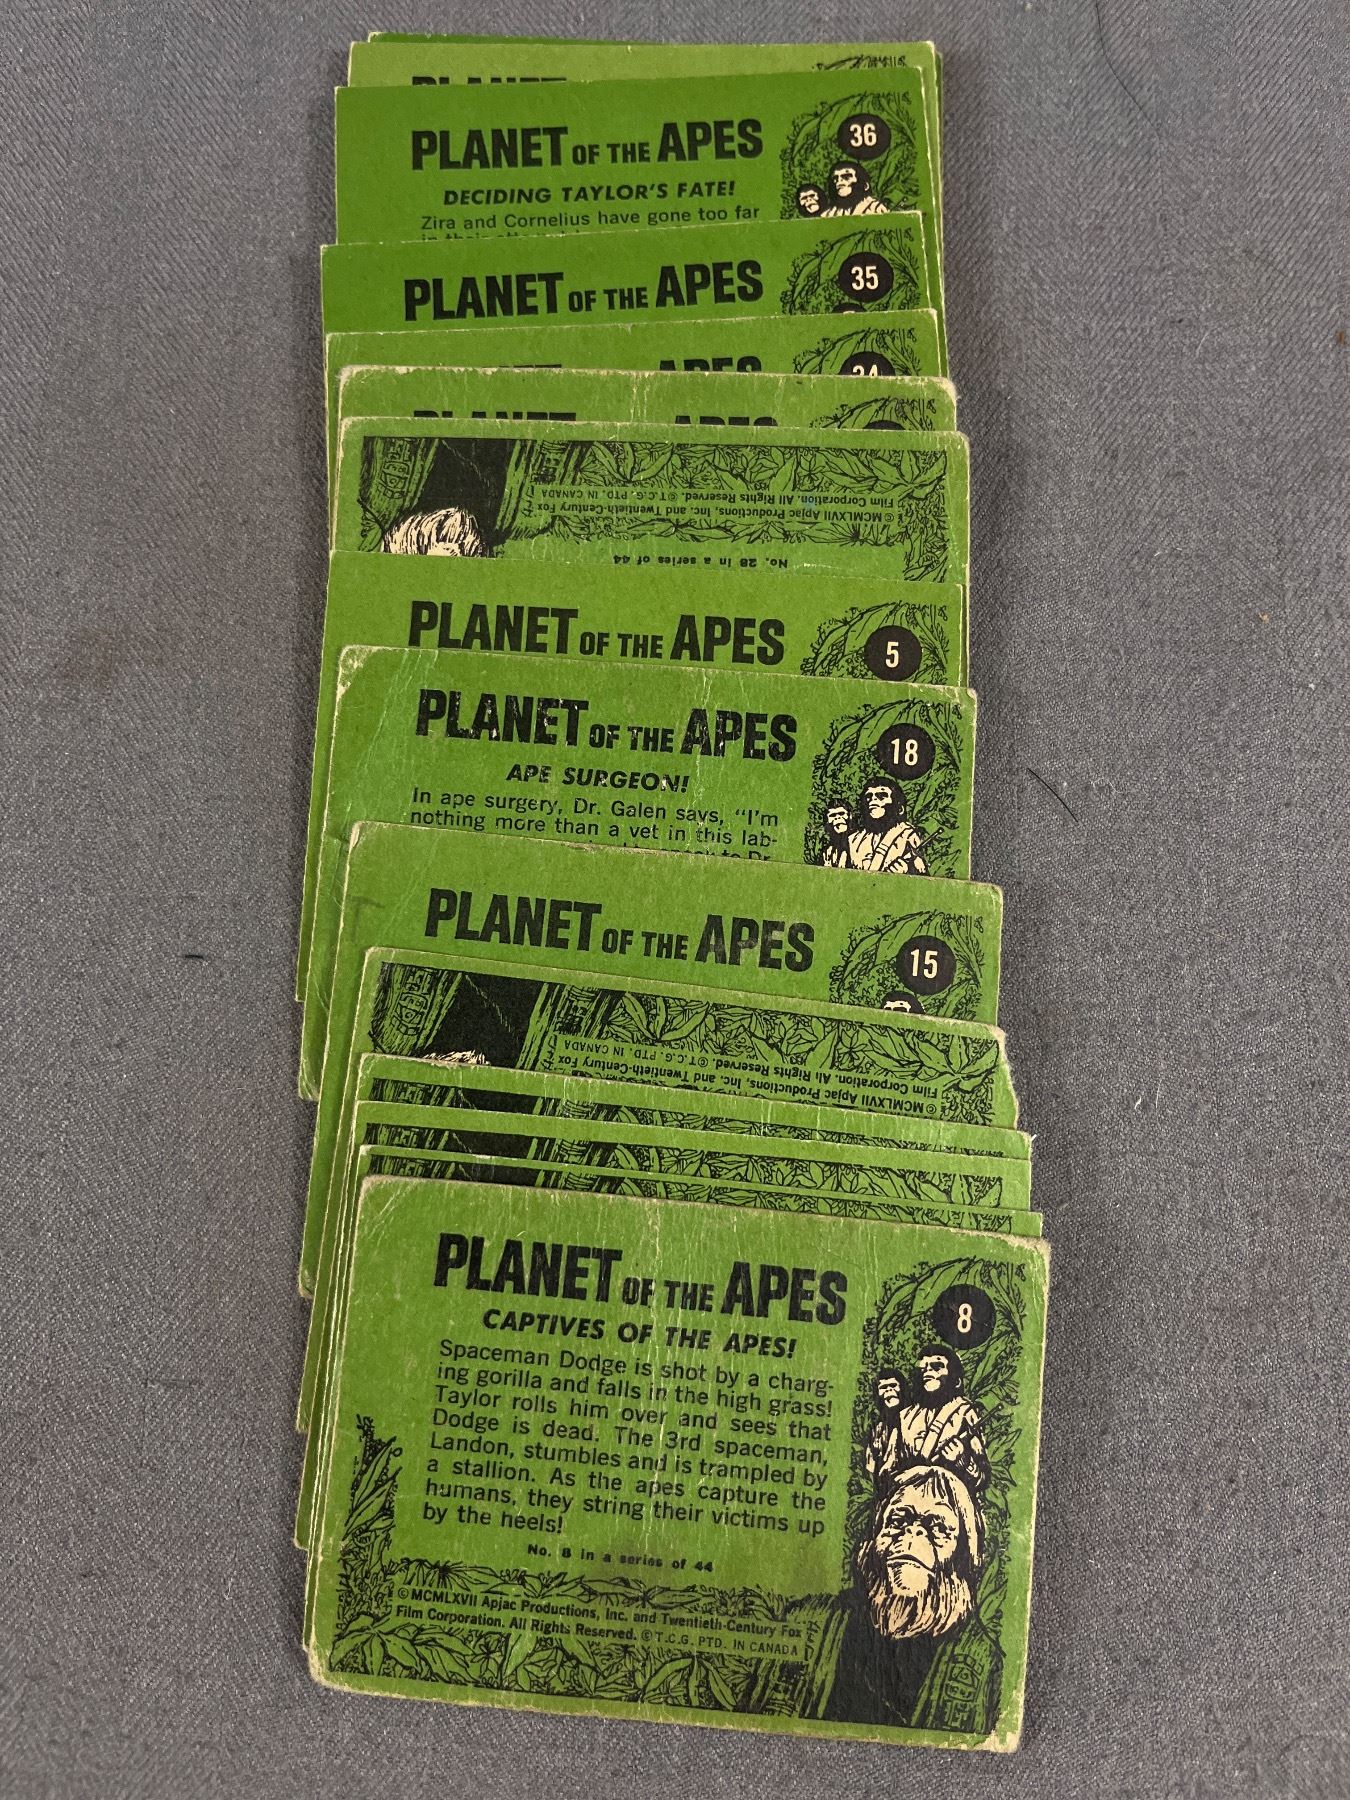 PLANET OF THE APES
36
DECIDING TAYLOR'S FATE!
Zira and Cornelius have gone too far
PLANET OF THE APES
35
PLANET APES
34
PLANET APES
No. 28 in a series of 44
©MCMLXVII Apjac Productions, Inc. and Twentieth-Century Fox
Film Corporation. All Rights Reserved. ©T.C.G. PTD. IN CANADA
PLANET OF THE APES
5
PLANET OF THE APES
18
APE SURGEON!
In ape surgery, Dr. Galen says, "I'm
nothing more than a vet in this lab-
to Dr.
PLANET OF THE APES
15
©MCMLXVII Apjac Productions, Inc. and Twentieth-Century Fox
Film Corporation. All Rights Reserved. ©T.C.G. PTD. IN CANADA
PLANET OF THE APES
8
CAPTIVES OF THE APES!
Spaceman Dodge is shot by a charg-
ing gorilla and falls in the high grass!
Taylor rolls him over and sees that
Dodge is dead. The 3rd spaceman,
Landon, stumbles and is trampled by
a stallion. As the apes capture the
humans, they string their victims up
by the heels!
No. 8 in a series of 44
©MCMLXVII Apjac Productions, Inc. and Twentieth-Century Fox
Film Corporation. All Rights Reserved. ©T.C.G. PTD. IN CANADA